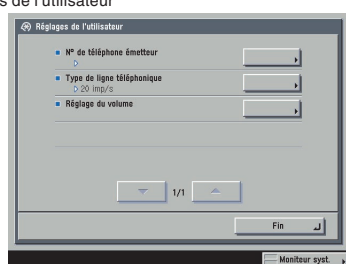 s de l'utilisateur
Réglages de l'utilisateur
N° de téléphone émetteur
Type de ligne téléphonique
20 imp/s
Réglage du volume
1/1
Fin
Moniteur syst.